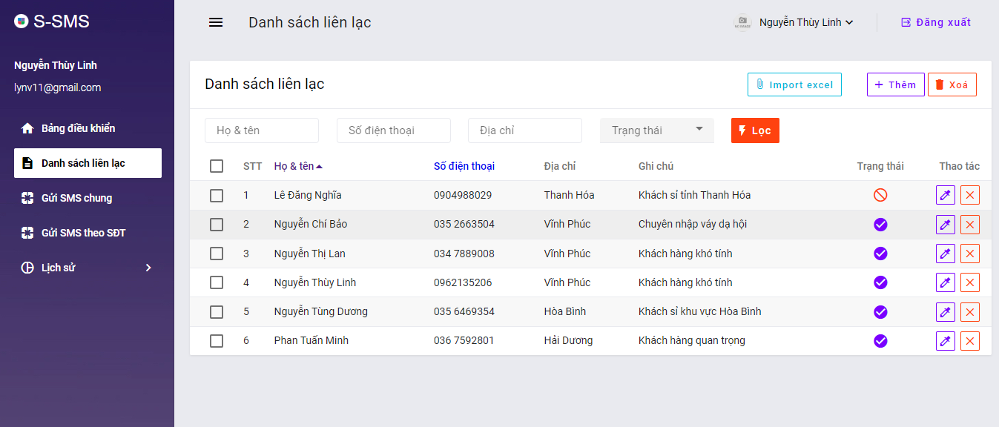 S-SMS
Nguyễn Thùy Linh
lynv11@gmail.com
Bảng điều khiển
Danh sách liên lạc
Gửi SMS chung
Gửi SMS theo SĐT
Lịch sử
Danh sách liên lạc
NO IMAGE
Nguyễn Thùy Linh
Đăng xuất
Danh sách liên lạc
Import excel
Thêm
Xoá
Họ & tên
Số điện thoại
Địa chỉ
Trạng thái
Lọc
STT Họ & tên Số điện thoại Địa chỉ Ghi chú Trạng thái Thao tác
1 Lê Đăng Nghĩa 0904988029 Thanh Hóa Khách sỉ tỉnh Thanh Hóa
2 Nguyễn Chí Bảo 035 2663504 Vĩnh Phúc Chuyên nhập váy dạ hội
3 Nguyễn Thị Lan 034 7889008 Vĩnh Phúc Khách hàng khó tính
4 Nguyễn Thùy Linh 0962135206 Vĩnh Phúc Khách hàng khó tính
5 Nguyễn Tùng Dương 035 6469354 Hòa Bình Khách sỉ khu vực Hòa Bình
6 Phan Tuấn Minh 036 7592801 Hải Dương Khách hàng quan trọng